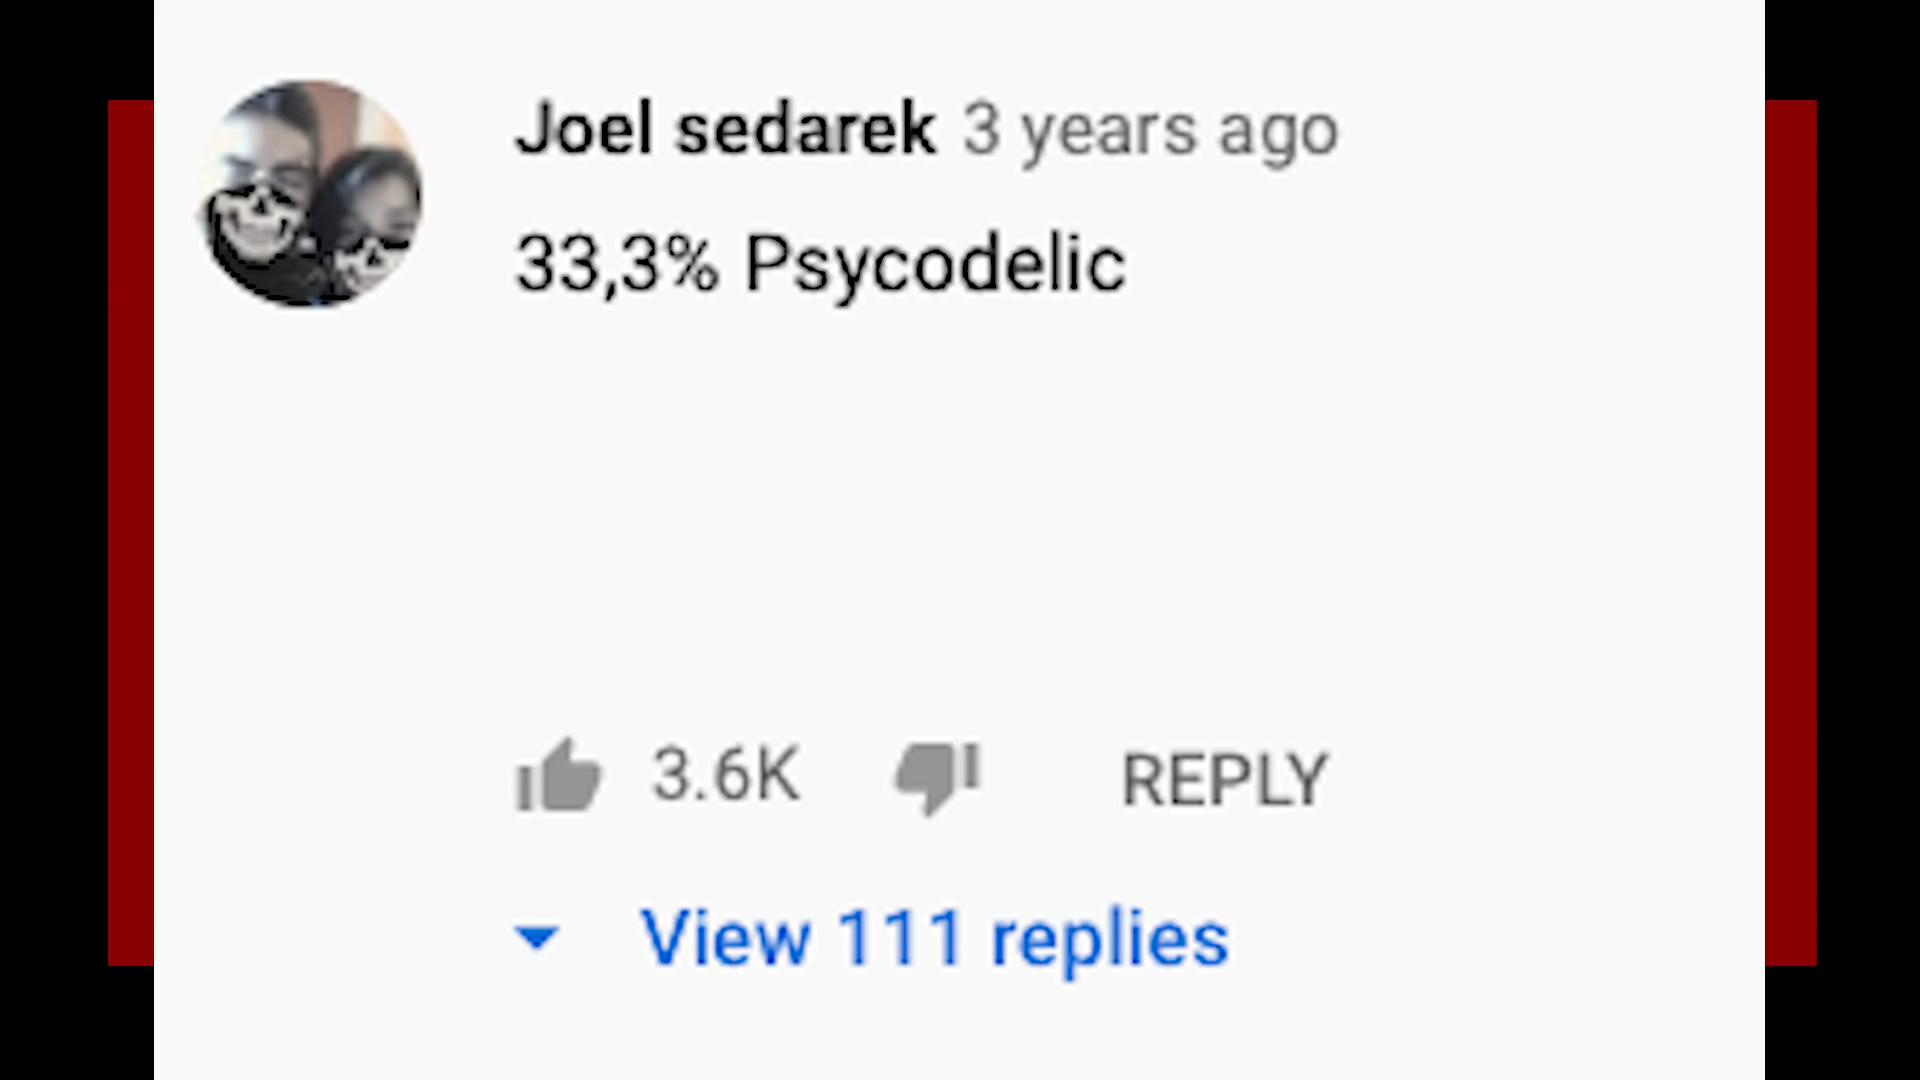 Joel sedarek 3 years ago
33,3% Psycodelic
3.6K REPLY
View 111 replies